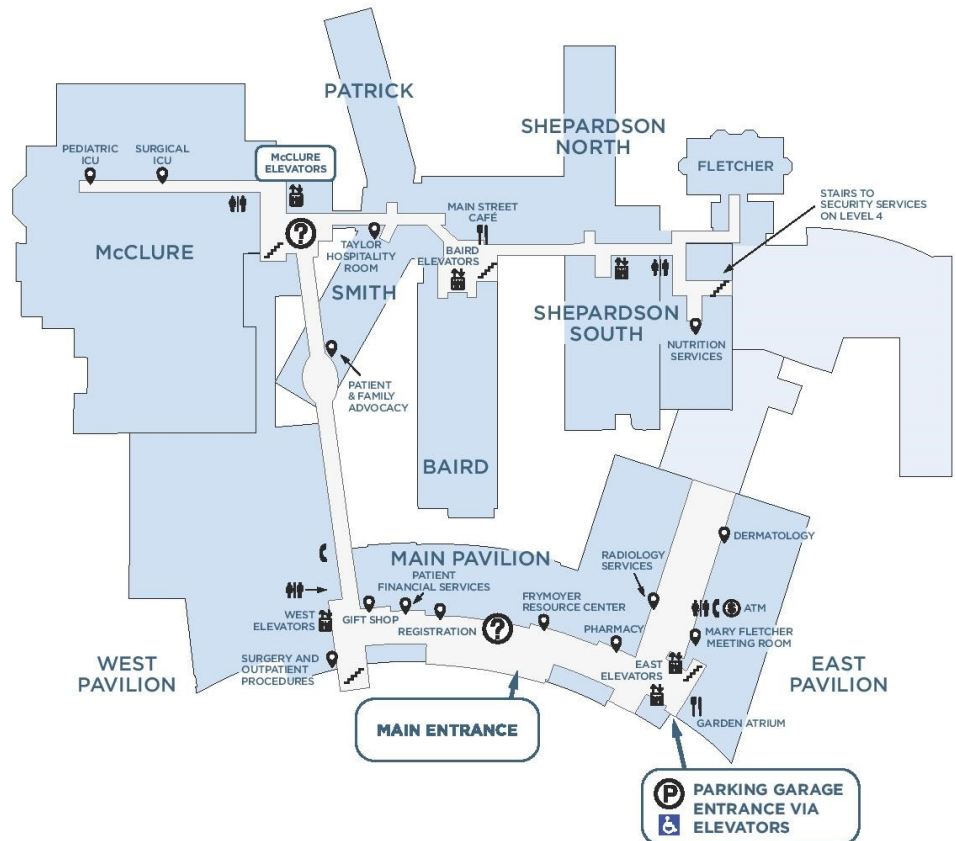 PATRICK
SHEPARDSON
NORTH
PEDIATRIC
ICU
SURGICAL
ICU
McCLURE
ELEVATORS
FLETCHER
STAIRS TO
SECURITY SERVICES
ON LEVEL 4
MAIN STREET
CAFÉ
McCLURE
?
TAYLOR
HOSPITALITY
ROOM
BAIRD
ELEVATORS
SMITH
SHEPARDSON
SOUTH
NUTRITION
SERVICES
PATIENT
& FAMILY
ADVOCACY
BAIRD
MAIN PAVILION
RADIOLOGY
SERVICES
DERMATOLOGY
PATIENT
FINANCIAL SERVICES
FRYMOYER
RESOURCE CENTER
$
ATM
WEST
ELEVATORS
GIFT SHOP
REGISTRATION
?
PHARMACY
MARY FLETCHER
MEETING ROOM
WEST
PAVILION
SURGERY AND
OUTPATIENT
PROCEDURES
EAST
ELEVATORS
EAST
PAVILION
MAIN ENTRANCE
GARDEN ATRIUM
P
PARKING GARAGE
ENTRANCE VIA
ELEVATORS